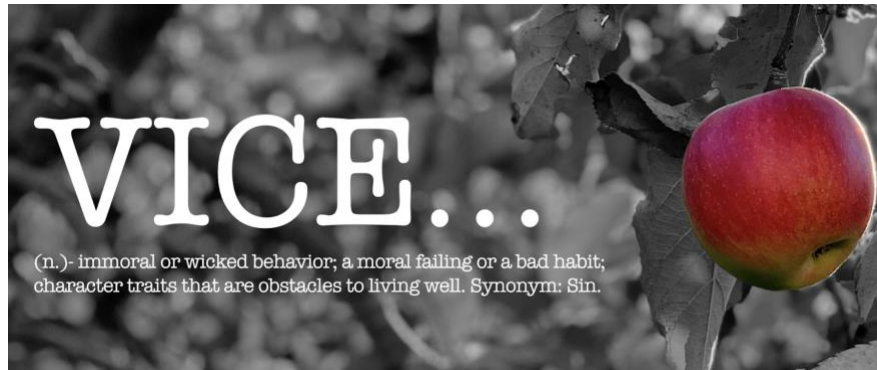 VICE...
(n.)- immoral or wicked behavior; a moral failing or a bad habit;
character traits that are obstacles to living well. Synonym: Sin.